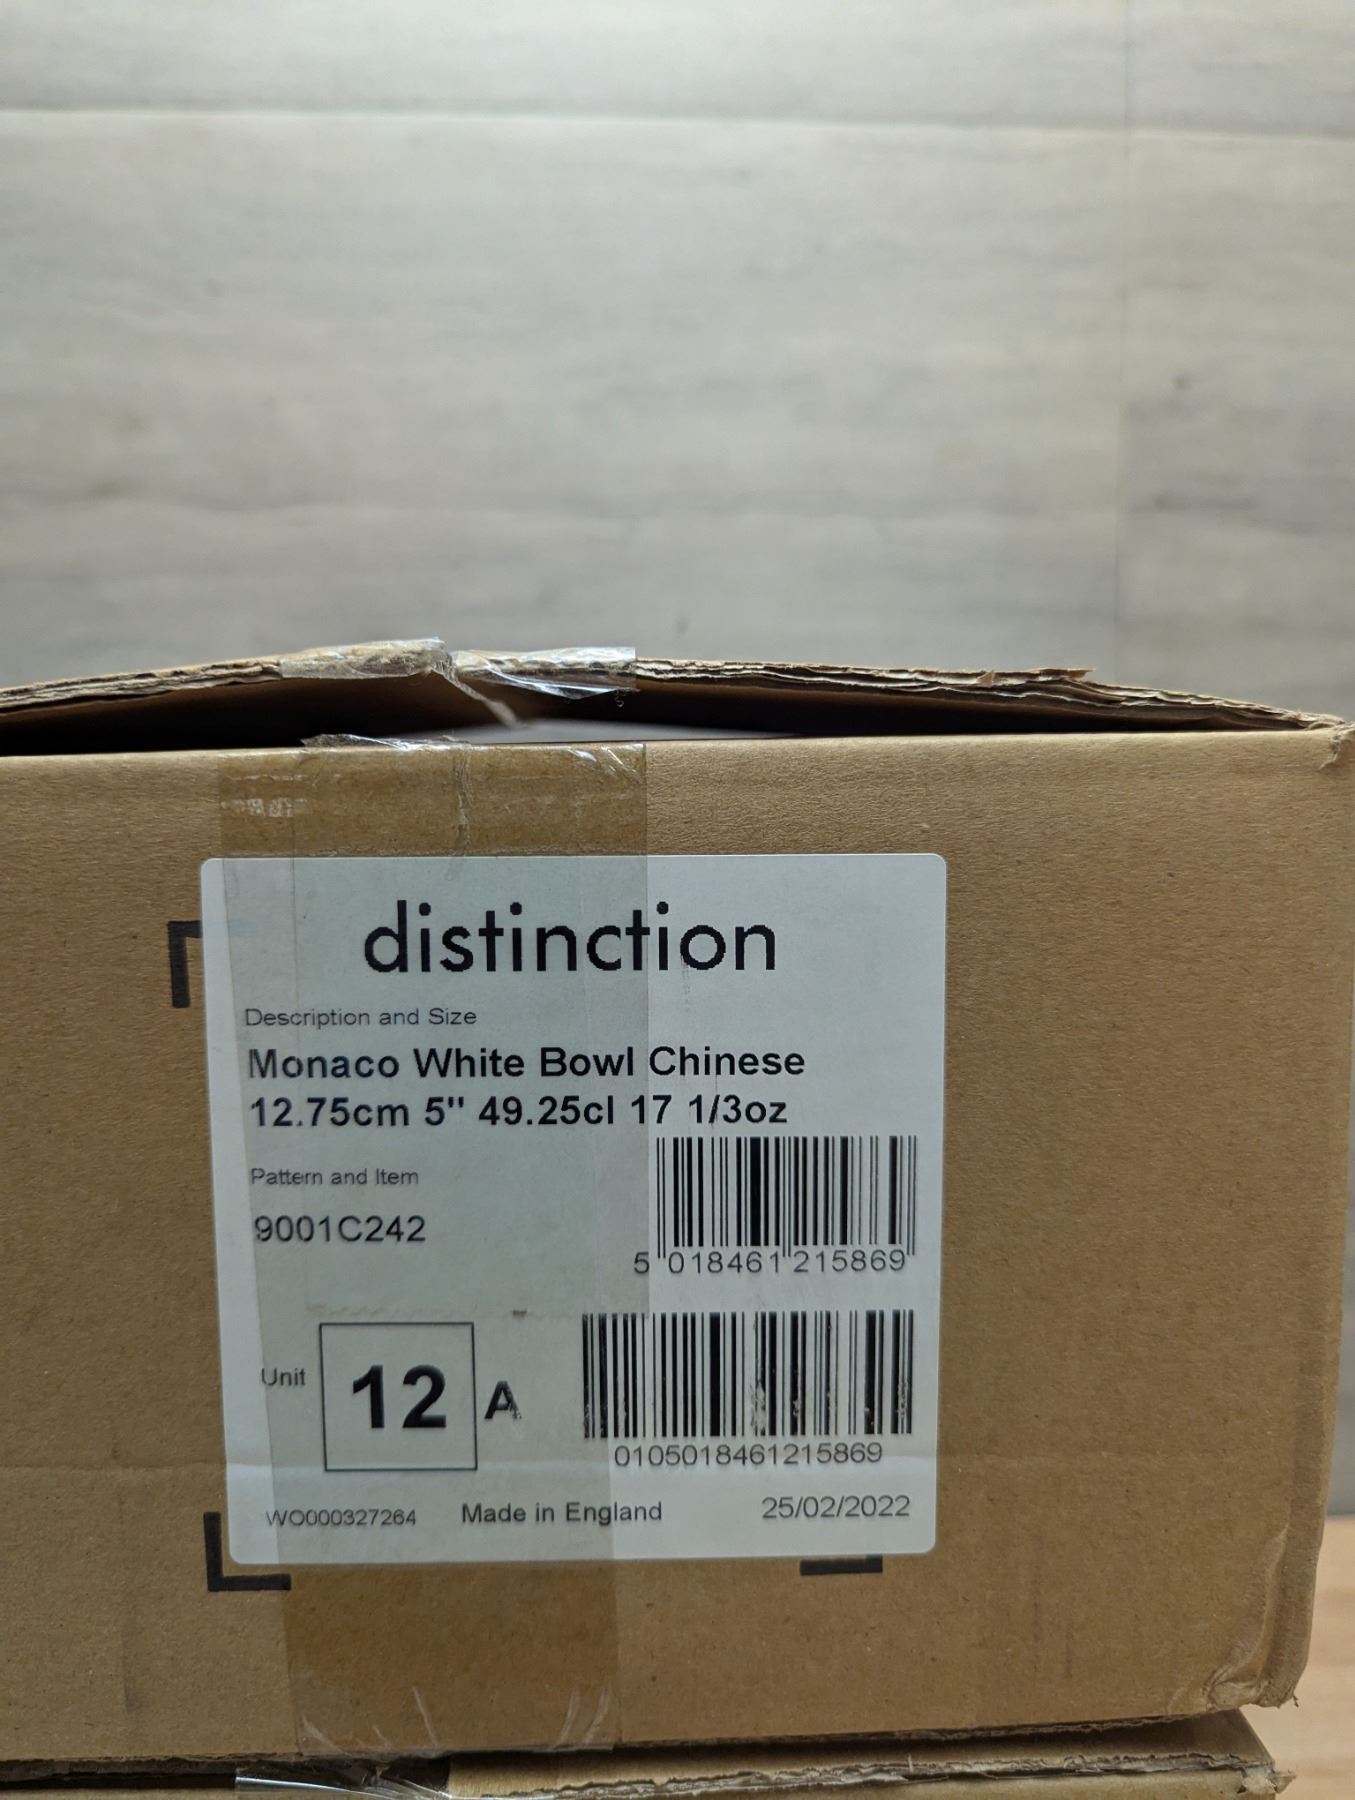 distinction
Description and Size
Monaco White Bowl Chinese
12.75cm 5" 49.25cl 17 1/3oz
Pattern and Item
9001C242
5 018461 215869
Unit
12 A
0105018461215869
WO000327264 Made in England 25/02/2022